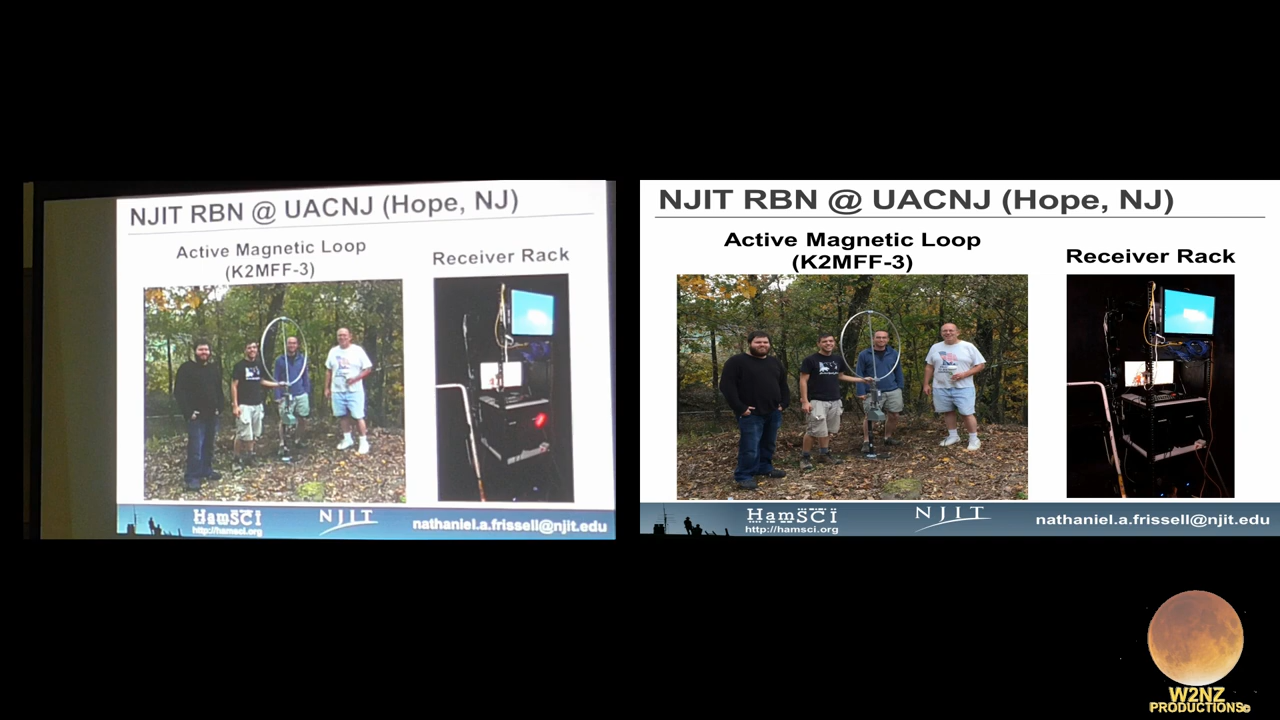 NJIT RBN @ UACNJ (Hope, NJ)
Active Magnetic Loop
(K2MFF-3)
Receiver Rack
HamSCI
http://hamsci.org
NJIT
nathaniel.a.frissell@njit.edu
NJIT RBN @ UACNJ (Hope, NJ)
Active Magnetic Loop
(K2MFF-3)
Receiver Rack
HamSCI
http://hamsci.org
NJIT
nathaniel.a.frissell@njit.edu
W2NZ
PRODUCTIONS©